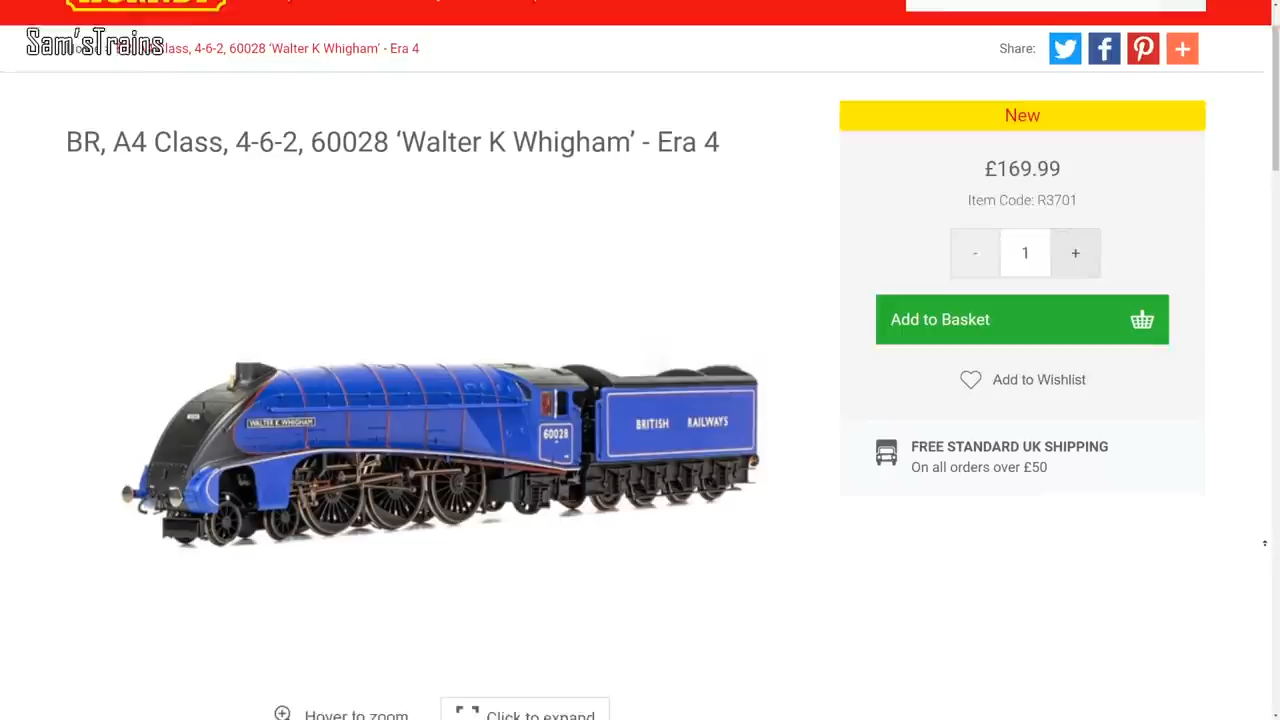 Sam'sTrains
lass, 4-6-2, 60028 ‘Walter K Whigham’ - Era 4
Share:
BR, A4 Class, 4-6-2, 60028 ‘Walter K Whigham’ - Era 4
New
£169.99
Item Code: R3701
- 1 +
Add to Basket
Add to Wishlist
FREE STANDARD UK SHIPPING
On all orders over £50
WALTER K WHIGHAM
60028
BRITISH RAILWAYS
Hover to zoom
Click to expand